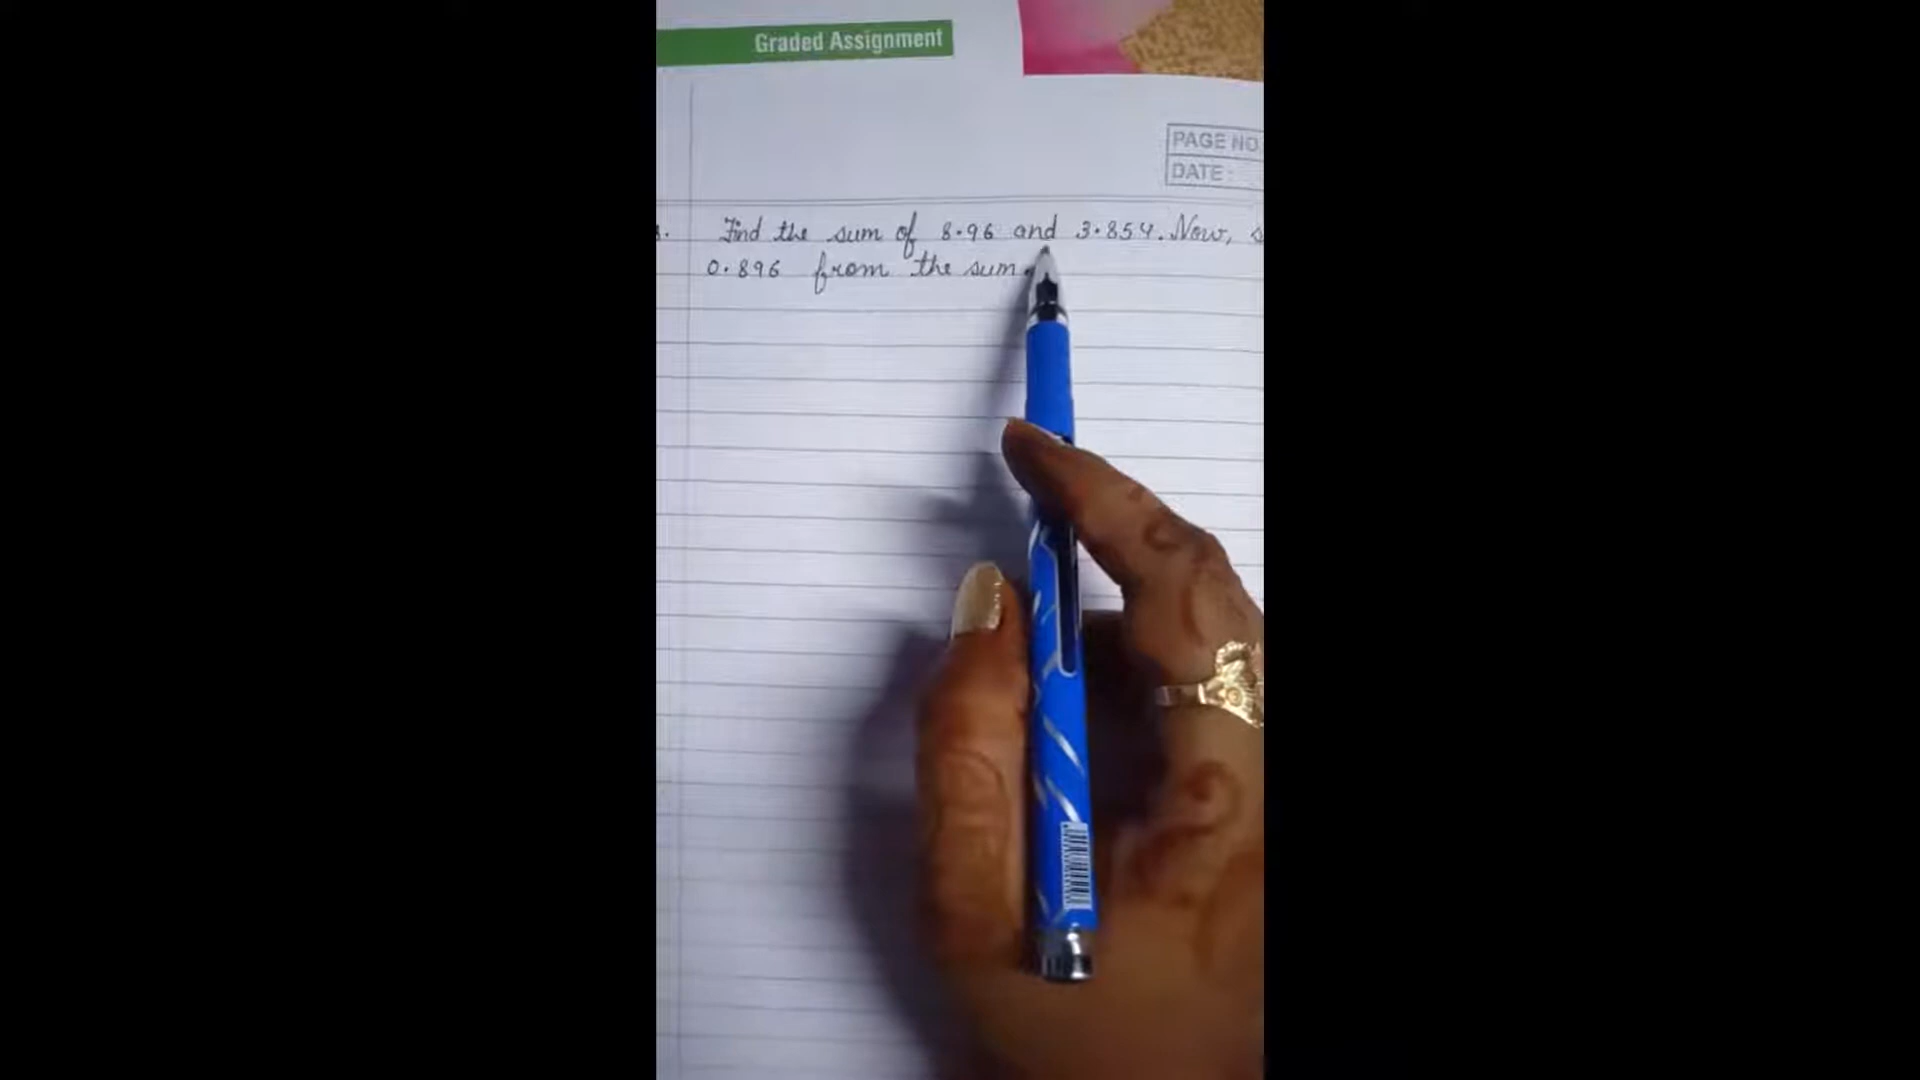 Graded Assignment
PAGE NO.
DATE :
Find the sum of 8.96 and 3.854. Now,
0.896 from the sum.